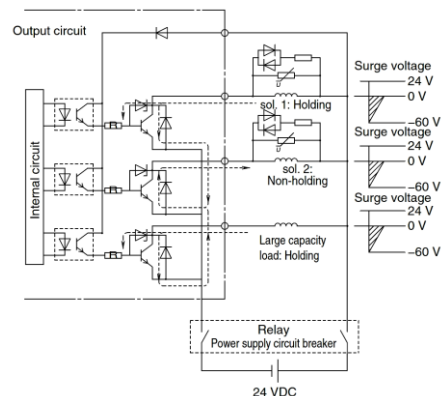 Output circuit
Internal circuit
sol. 1: Holding
sol. 2:
Non-holding
Large capacity
load: Holding
Surge voltage
24 V
0 V
−60 V
Surge voltage
24 V
0 V
−60 V
Surge voltage
24 V
0 V
−60 V
Relay
Power supply circuit breaker
24 VDC